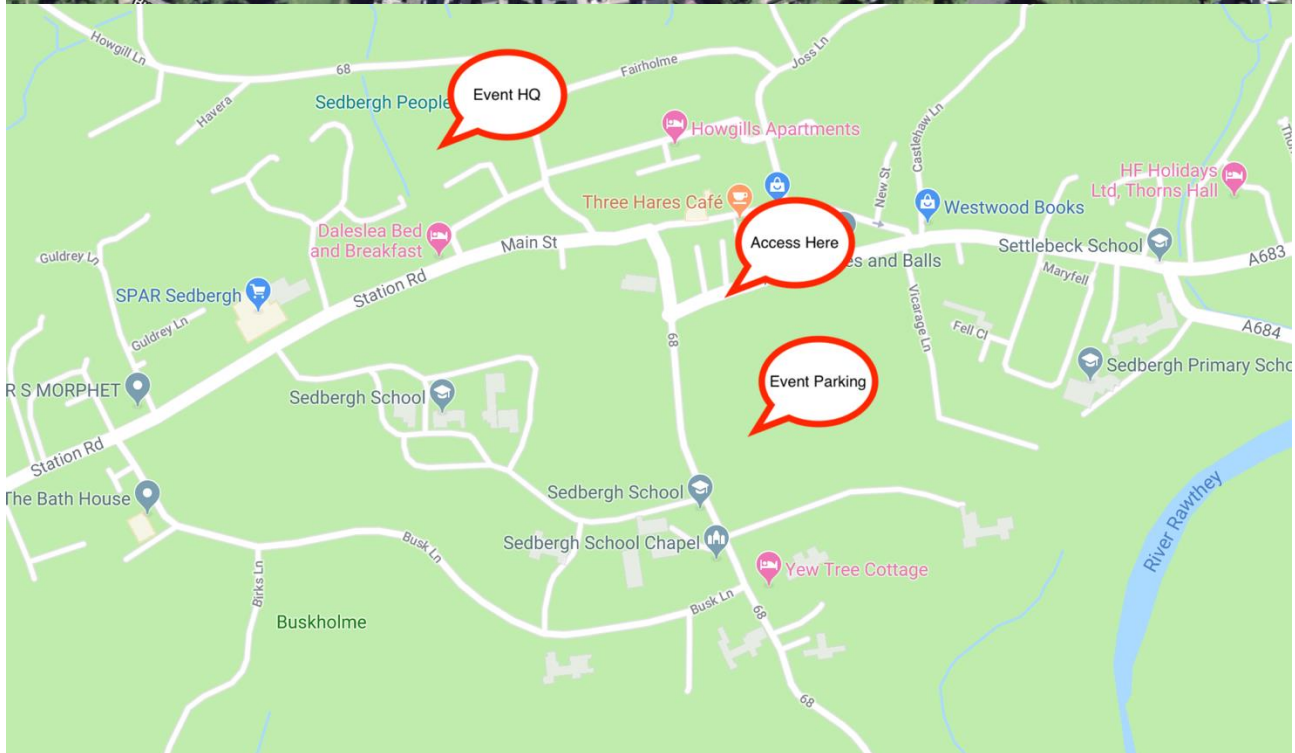 Howgill Ln
68
Fairholme
Joss Ln
Havera
Sedbergh People
Event HQ
Howgills Apartments
Castlehaw Ln
New St
HF Holidays
Ltd, Thorns Hall
Three Hares Café
Westwood Books
Daleslea Bed
and Breakfast
Main St
Access Here
es and Balls
Settlebeck School
A683
Guldrey Ln
Maryfell
SPAR Sedbergh
Station Rd
Vicarage Ln
A684
Guldrey Ln
Fell Cl
68
Event Parking
Sedbergh Primary Scho
R S MORPHET
Sedbergh School
Station Rd
The Bath House
Sedbergh School
River Rawthey
Busk Ln
Sedbergh School Chapel
Yew Tree Cottage
Birks Ln
Busk Ln
68
Buskholme
68